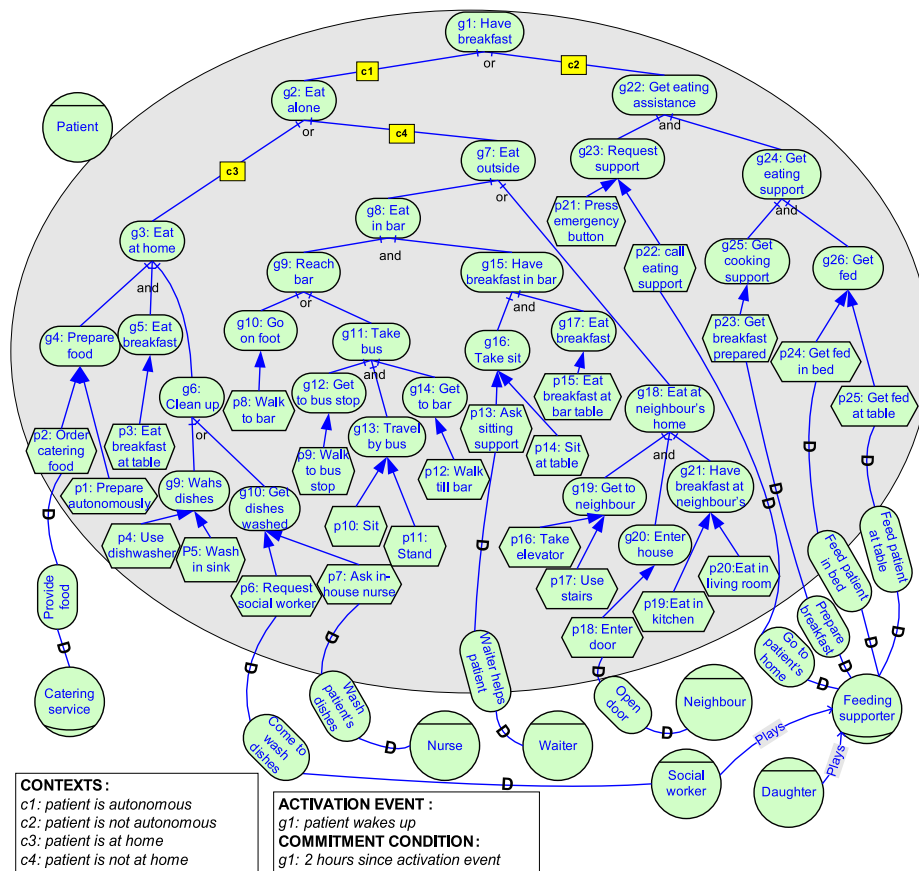 g1: Have
breakfast
or
c1
c2
g2: Eat
alone
or
g22: Get eating
assistance
and
Patient
c4
c3
g7: Eat
outside
or
g23: Request
support
g24: Get
eating
support
and
g8: Eat
in bar
and
p21: Press
emergency
button
g3: Eat
at home
and
g9: Reach
bar
or
g15: Have
breakfast in bar
and
p22: call
eating
support
g25: Get
cooking
support
g26: Get
fed
g4: Prepare
food
g5: Eat
breakfast
g10: Go
on foot
g11: Take
bus
and
g16:
Take sit
g17: Eat
breakfast
p23: Get
breakfast
prepared
p24: Get fed
in bed
g6:
Clean up
or
p8: Walk
to bar
g12: Get
to bus stop
g14: Get
to bar
p15: Eat
breakfast at
bar table
g18: Eat at
neighbour's
home
and
p25: Get fed
at table
p2: Order
catering
food
p3: Eat
breakfast
at table
g13: Travel
by bus
p13: Ask
sitting
support
p14: Sit
at table
p9: Walk
to bus
stop
p12: Walk
till bar
p1: Prepare
autonomously
g9: Wahs
dishes
g10: Get
dishes
washed
g19: Get to
neighbour
g21: Have
breakfast at
neighbour's
p10: Sit
p11:
Stand
p4: Use
dishwasher
P5: Wash
in sink
p16: Take
elevator
g20: Enter
house
p20:Eat in
living room
p6: Request
social worker
p7: Ask in-
house nurse
p17: Use
stairs
p19:Eat in
kitchen
p18: Enter
door
D
D
D
D
D
D
D
D
D
Provide
food
D
Catering
service
Come to
wash
dishes
Wash
patient's
dishes
D
Nurse
Waiter helps
patient
D
Waiter
Open
door
D
Neighbour
Go to
patient's
home
D
Prepare
breakfast
D
Feed patient
in bed
D
Feed patient
at table
D
Feeding
supporter
D
Social
worker
Plays
Daughter
Plays
CONTEXTS :
c1: patient is autonomous
c2: patient is not autonomous
c3: patient is at home
c4: patient is not at home
ACTIVATION EVENT :
g1: patient wakes up
COMMITMENT CONDITION :
g1: 2 hours since activation event